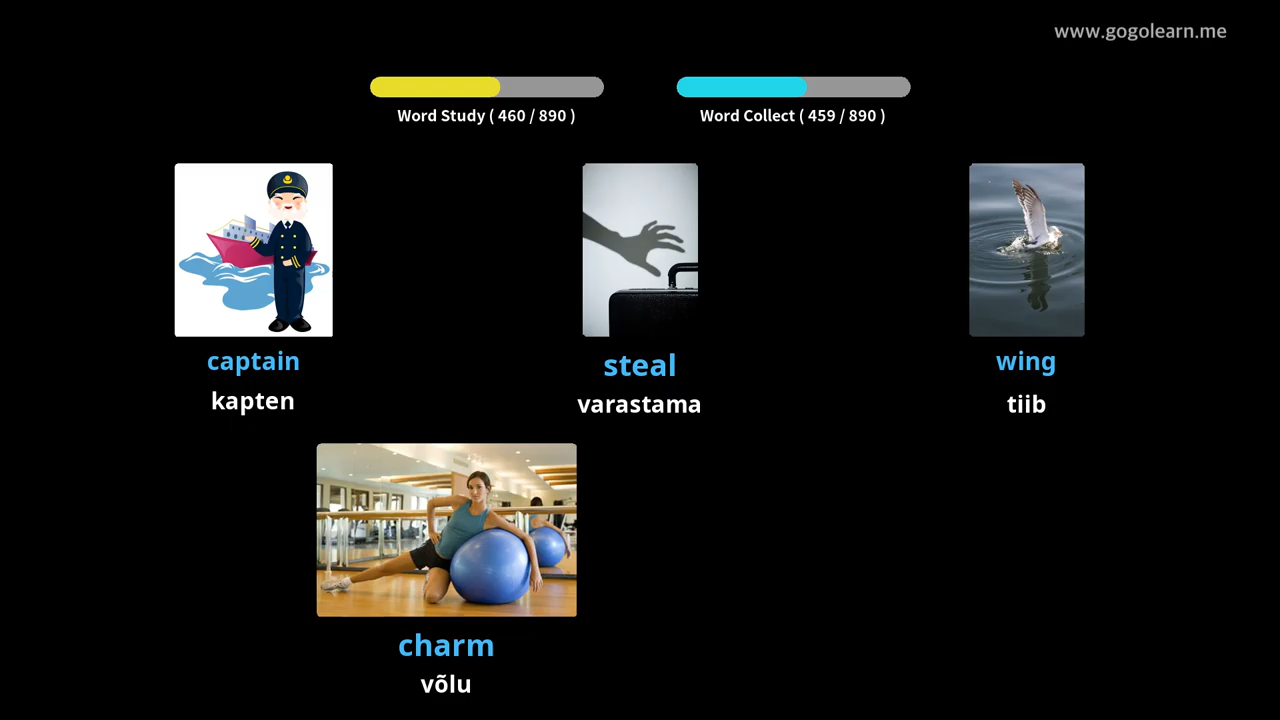 www.gogolearn.me
Word Study ( 460 / 890 )
Word Collect ( 459 / 890 )
captain
kapten
steal
varastama
wing
tiib
charm
võlu